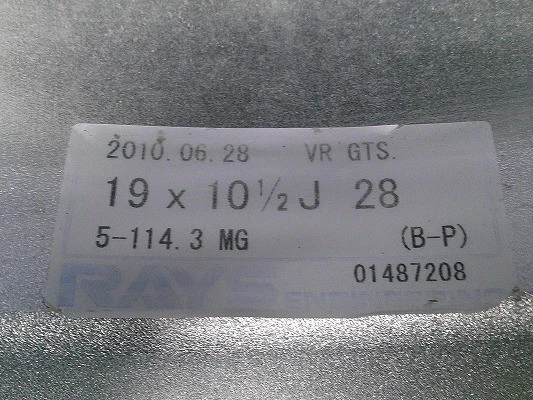 2010.06.28 VR GTS.
19 x 10½J 28
5-114.3 MG (B-P)
01487208
RAYS ENGINEERING